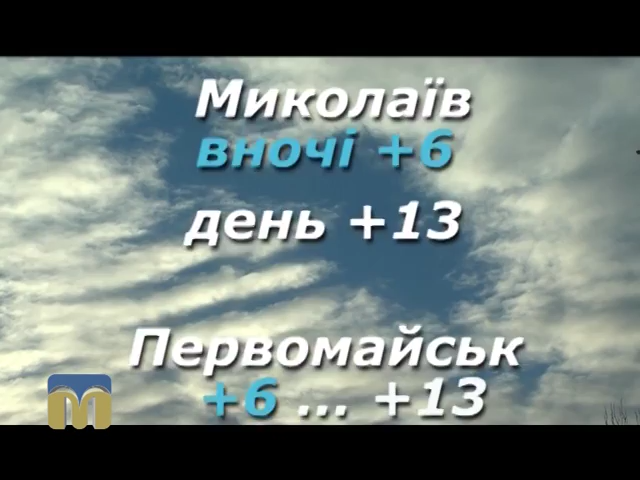 Миколаїв
вночі +6
день +13
Первомайськ
+6 ... +13